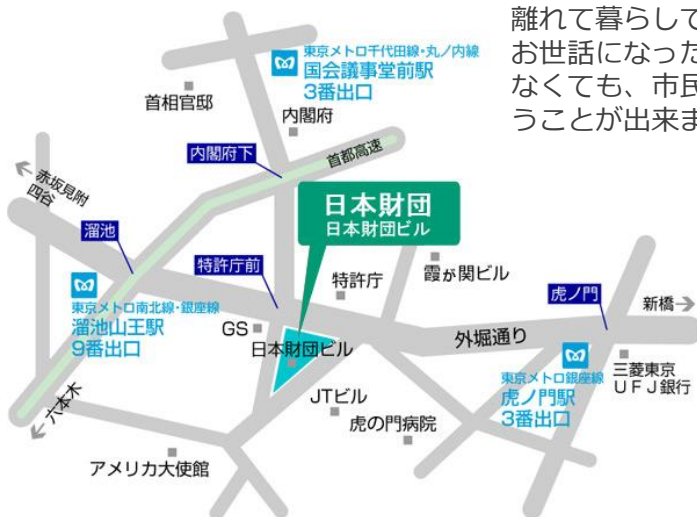 離れて暮らして
お世話になった
なくても、市民
うことが出来ま
東京メトロ千代田線・丸ノ内線
国会議事堂前駅
3番出口
首相官邸
内閣府
内閣府下
首都高速
←赤坂見附
四谷
日本財団
日本財団ビル
溜池
特許庁前
特許庁
霞が関ビル
虎ノ門
新橋→
東京メトロ南北線・銀座線
溜池山王駅
9番出口
GS
日本財団ビル
外堀通り
東京メトロ銀座線
虎ノ門駅
3番出口
三菱東京
UFJ銀行
JTビル
虎の門病院
←六本木
アメリカ大使館